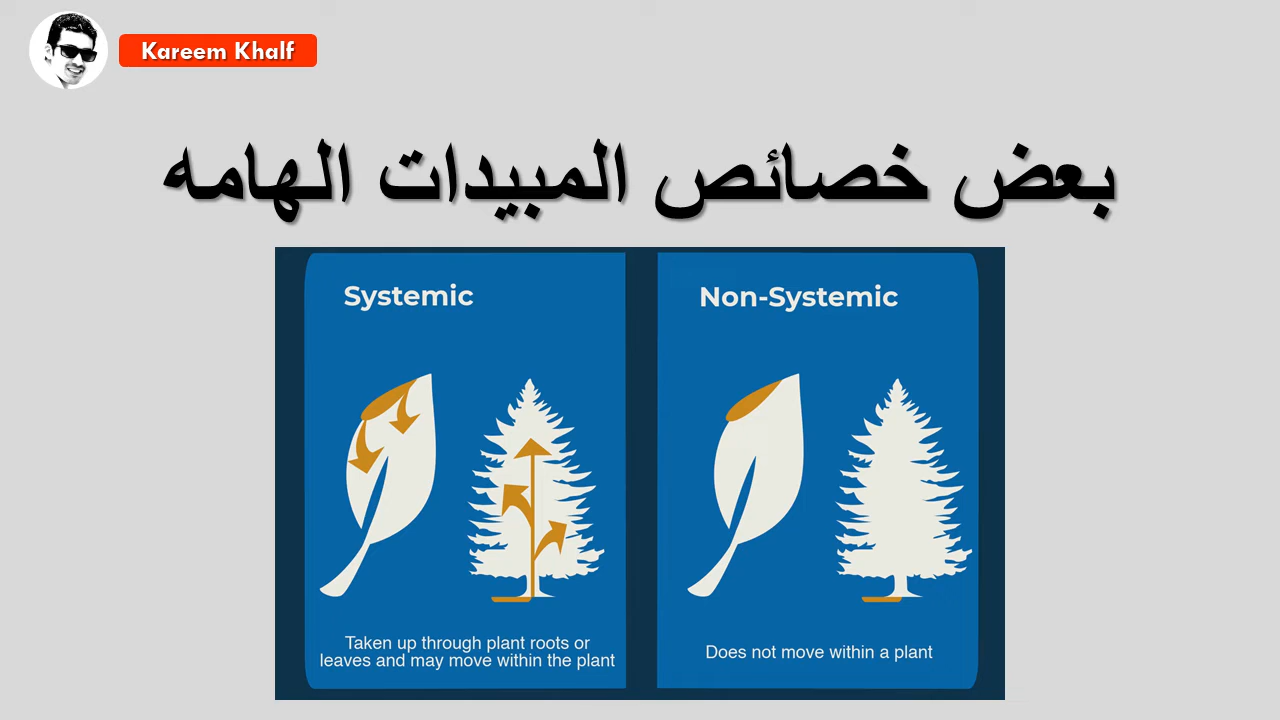 Kareem Khalf
بعض خصائص المبيدات الهامه
Systemic
Taken up through plant roots or
leaves and may move within the plant
Non-Systemic
Does not move within a plant